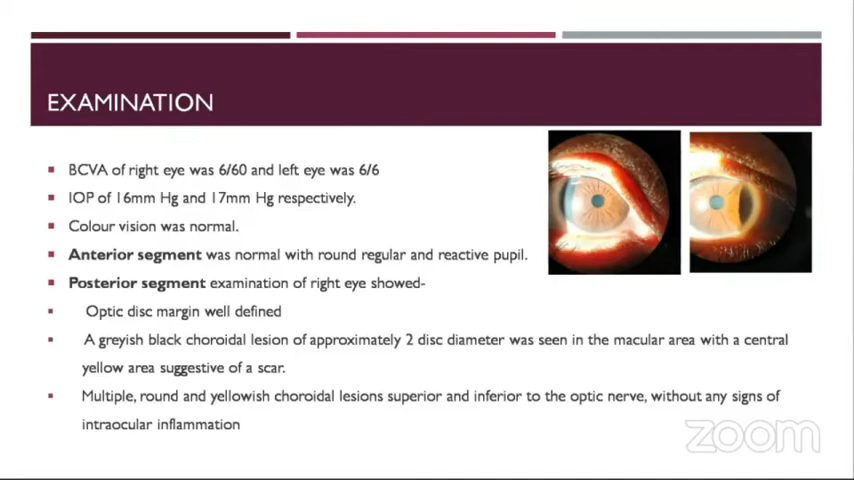 EXAMINATION
BCVA of right eye was 6/60 and left eye was 6/6
IOP of 16mm Hg and 17mm Hg respectively.
Colour vision was normal.
Anterior segment was normal with round regular and reactive pupil.
Posterior segment examination of right eye showed-
Optic disc margin well defined
A greyish black choroidal lesion of approximately 2 disc diameter was seen in the macular area with a central
yellow area suggestive of a scar.
Multiple, round and yellowish choroidal lesions superior and inferior to the optic nerve, without any signs of
intraocular inflammation
zoom